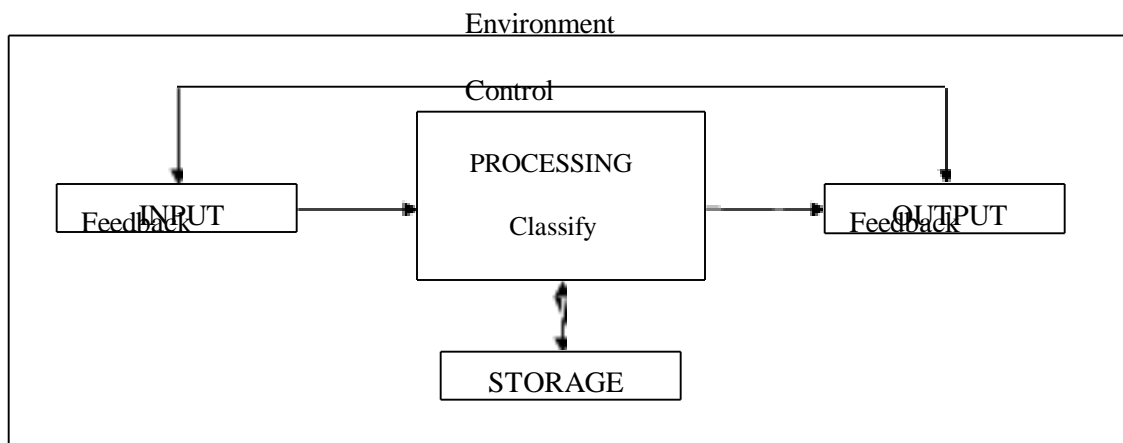 Environment
Control
PROCESSING
INPUT
Feedback
Classify
OUTPUT
Feedback
STORAGE